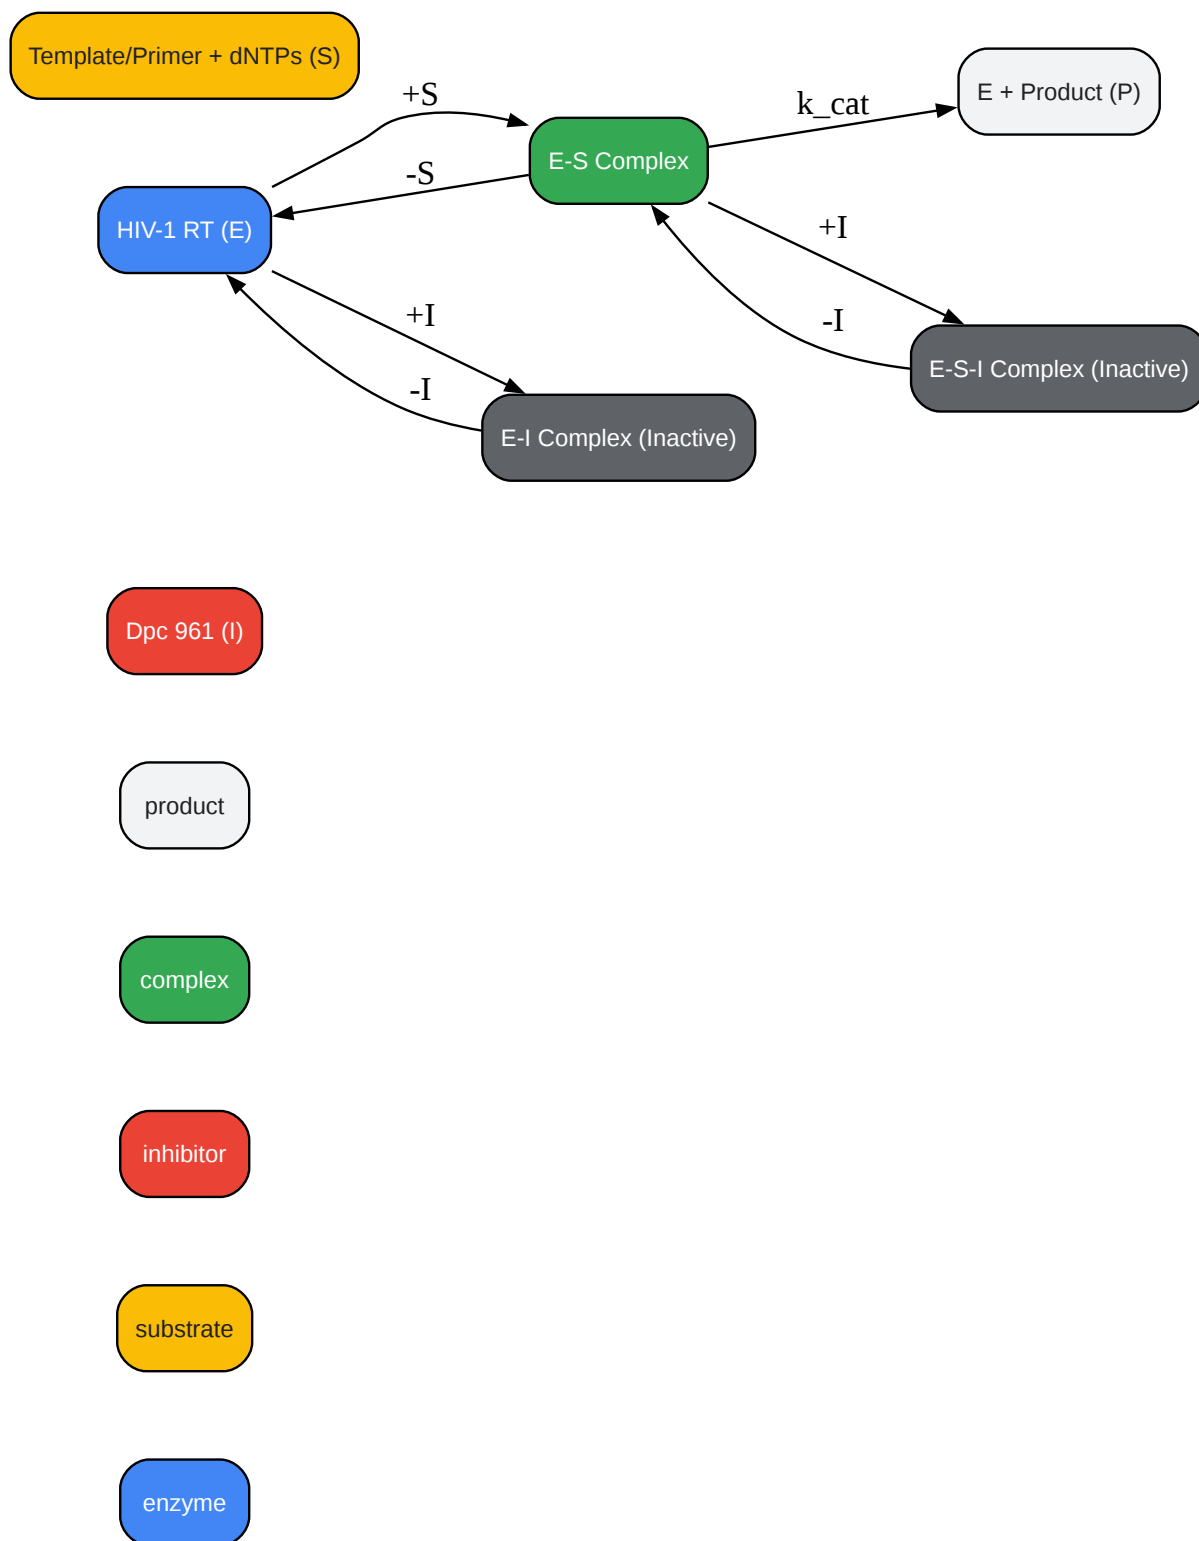 Template/Primer + dNTPs (S)
+S
E + Product (P)
k_cat
E-S Complex
-S
HIV-1 RT (E)
+I
+I
-I
E-S-I Complex (Inactive)
-I
E-I Complex (Inactive)
Dpc 961 (I)
product
complex
inhibitor
substrate
enzyme